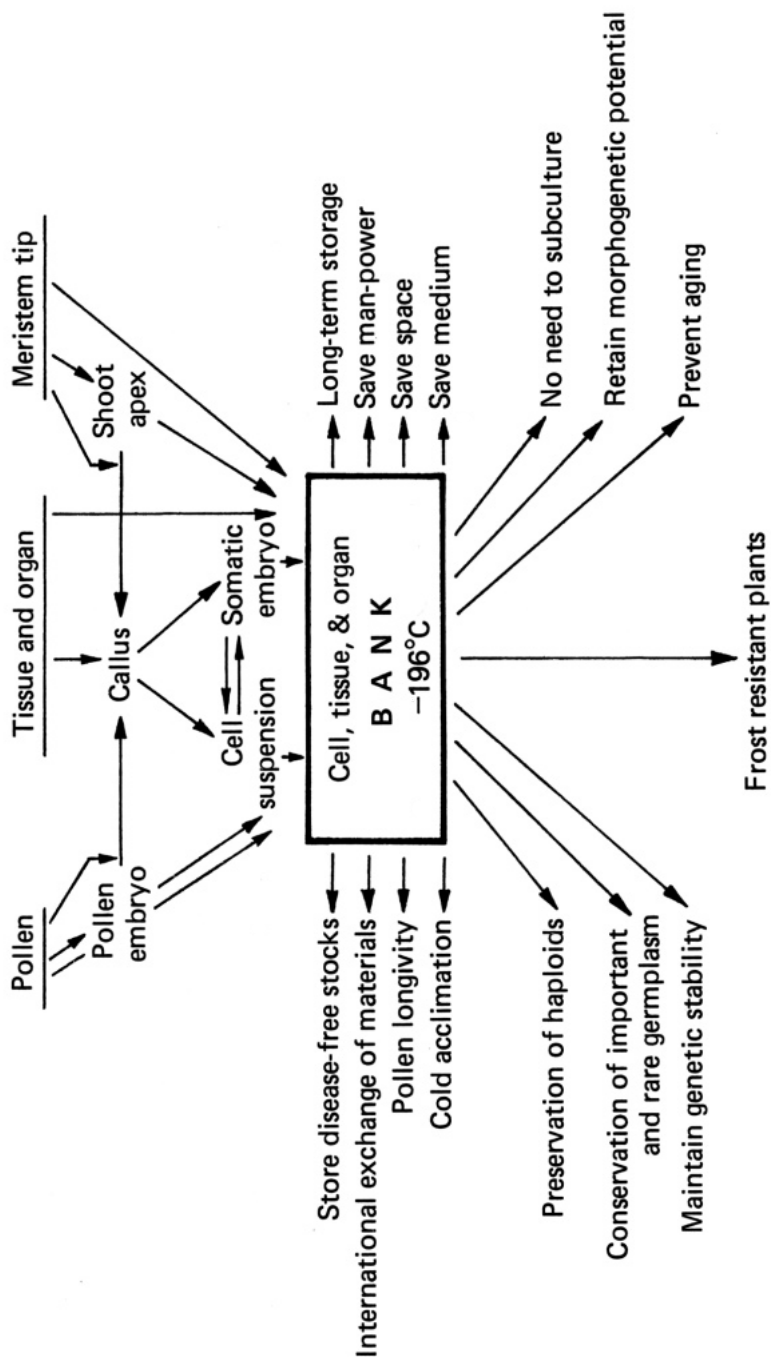 Pollen
Tissue and organ
Meristem tip
Pollen
embryo
Callus
Shoot
apex
Cell
suspension
Somatic
embryo
Cell, tissue, & organ
B A N K
–196°C
Store disease-free stocks
International exchange of materials
Pollen longivity
Cold acclimation
Long-term storage
Save man-power
Save space
Save medium
Preservation of haploids
Conservation of important
and rare germplasm
Maintain genetic stability
Frost resistant plants
No need to subculture
Retain morphogenetic potential
Prevent aging